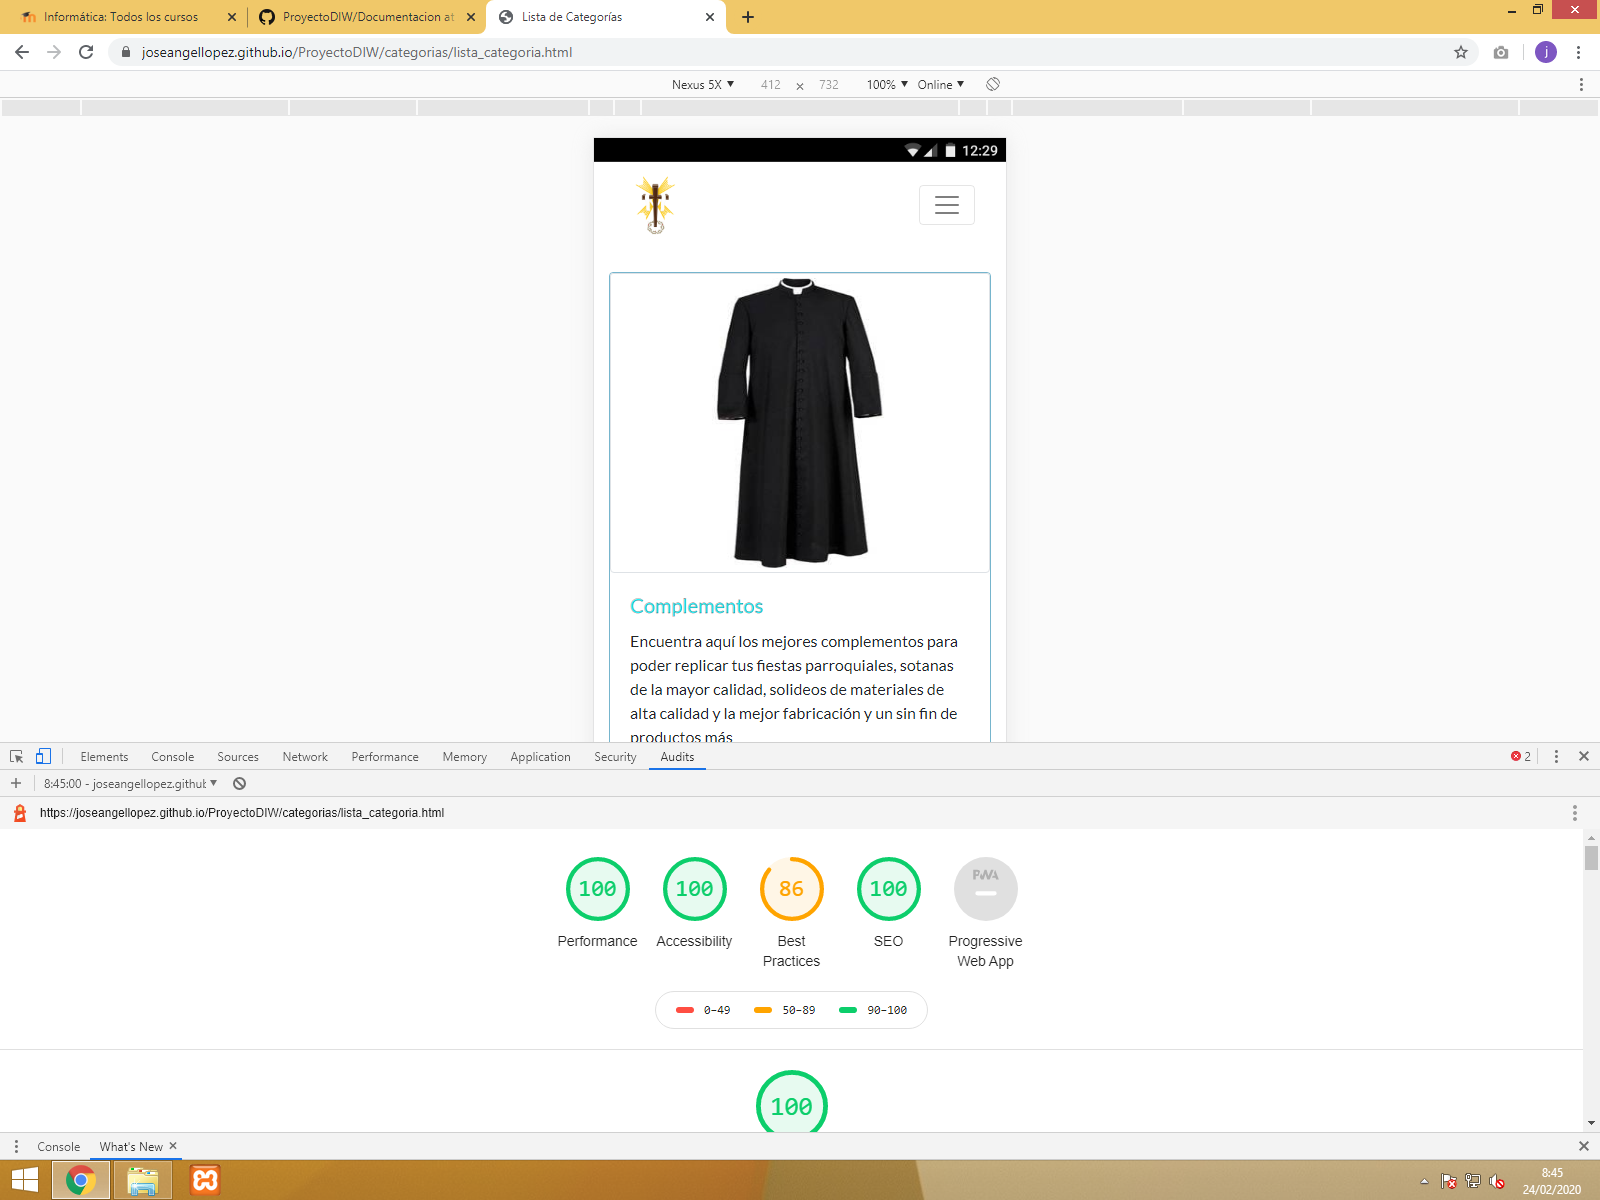 Informática: Todos los cursos
ProyectoDIW/Documentacion at
Lista de Categorías
joseangellopez.github.io/ProyectoDIW/categorias/lista_categoria.html
j
Nexus 5X 412 × 732 100% Online
12:29
Complementos
Encuentra aquí los mejores complementos para
poder replicar tus fiestas parroquiales, sotanas
de la mayor calidad, solideos de materiales de
alta calidad y la mejor fabricación y un sin fin de
productos más
Elements Console Sources Network Performance Memory Application Security Audits 2
8:45:00 - joseangellopez.github
https://joseangellopez.github.io/ProyectoDIW/categorias/lista_categoria.html
100 100 86 100 PWA
Performance Accessibility Best Practices SEO Progressive Web App
0–49 50–89 90–100
100
Console What's New
8:45
24/02/2020